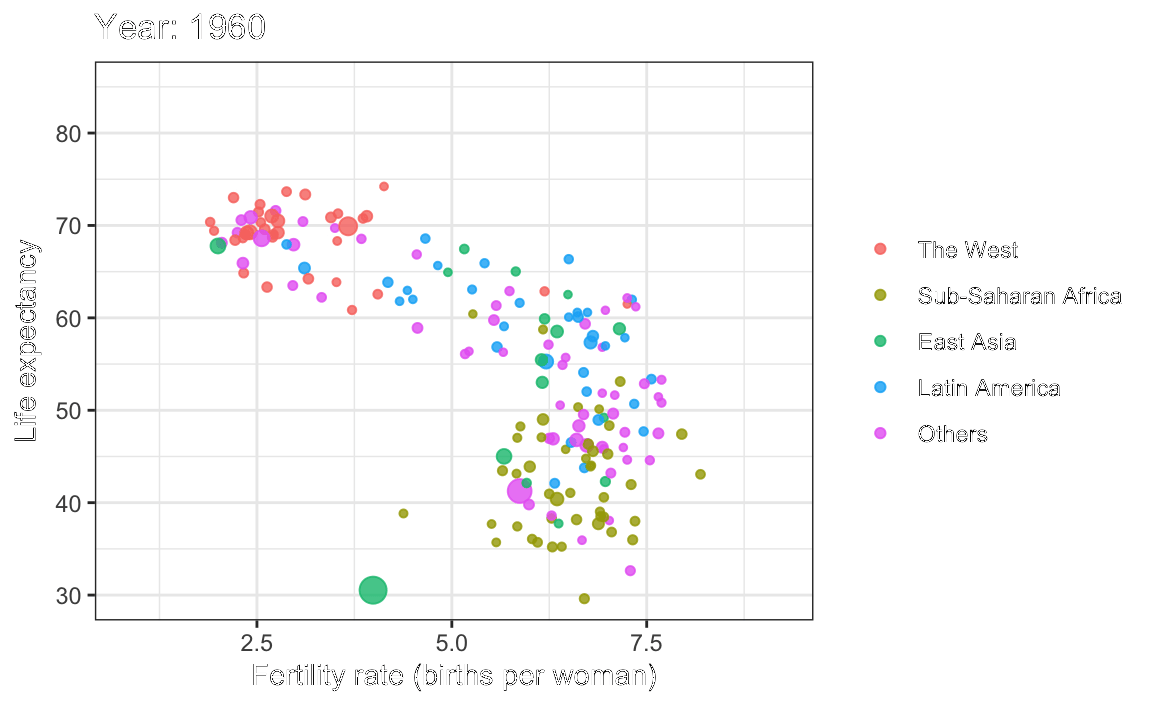 Year: 1960
80
70
60
50
40
30
Life expectancy
2.5 5.0 7.5
Fertility rate (births per woman)
The West
Sub-Saharan Africa
East Asia
Latin America
Others